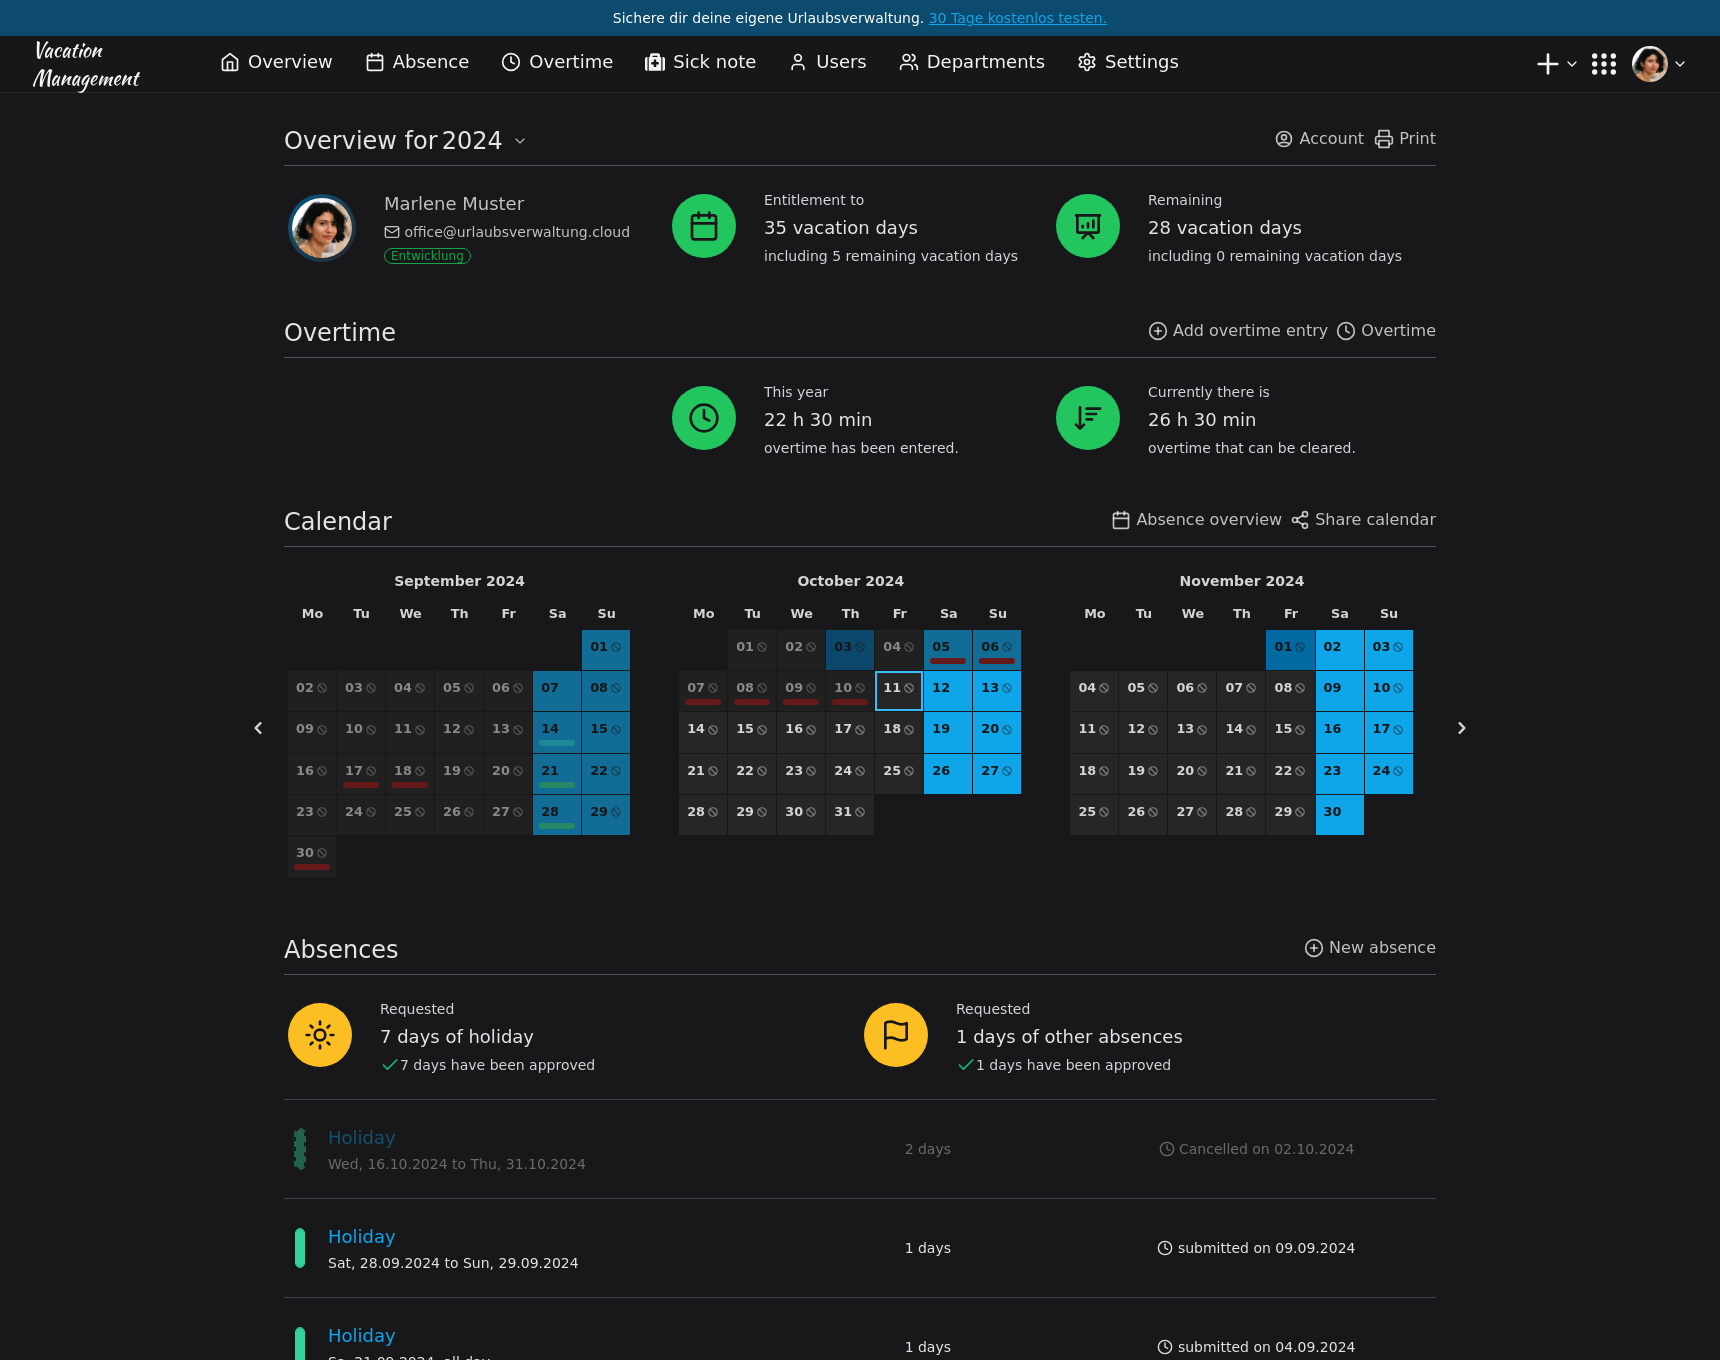 Sichere dir deine eigene Urlaubsverwaltung. 30 Tage kostenlos testen.
Vacation
Management
Overview Absence Overtime Sick note Users Departments Settings
Overview for 2024
Account Print
Marlene Muster
office@urlaubsverwaltung.cloud
Entwicklung
Entitlement to
35 vacation days
including 5 remaining vacation days
Remaining
28 vacation days
including 0 remaining vacation days
Overtime
Add overtime entry Overtime
This year
22 h 30 min
overtime has been entered.
Currently there is
26 h 30 min
overtime that can be cleared.
Calendar
Absence overview Share calendar
September 2024
Mo Tu We Th Fr Sa Su
01
02 03 04 05 06 07 08
09 10 11 12 13 14 15
16 17 18 19 20 21 22
23 24 25 26 27 28 29
30
October 2024
Mo Tu We Th Fr Sa Su
01 02 03 04 05 06
07 08 09 10 11 12 13
14 15 16 17 18 19 20
21 22 23 24 25 26 27
28 29 30 31
November 2024
Mo Tu We Th Fr Sa Su
01 02 03
04 05 06 07 08 09 10
11 12 13 14 15 16 17
18 19 20 21 22 23 24
25 26 27 28 29 30
Absences
New absence
Requested
7 days of holiday
7 days have been approved
Requested
1 days of other absences
1 days have been approved
Holiday
Wed, 16.10.2024 to Thu, 31.10.2024
2 days
Cancelled on 02.10.2024
Holiday
Sat, 28.09.2024 to Sun, 29.09.2024
1 days
submitted on 09.09.2024
Holiday
1 days
submitted on 04.09.2024